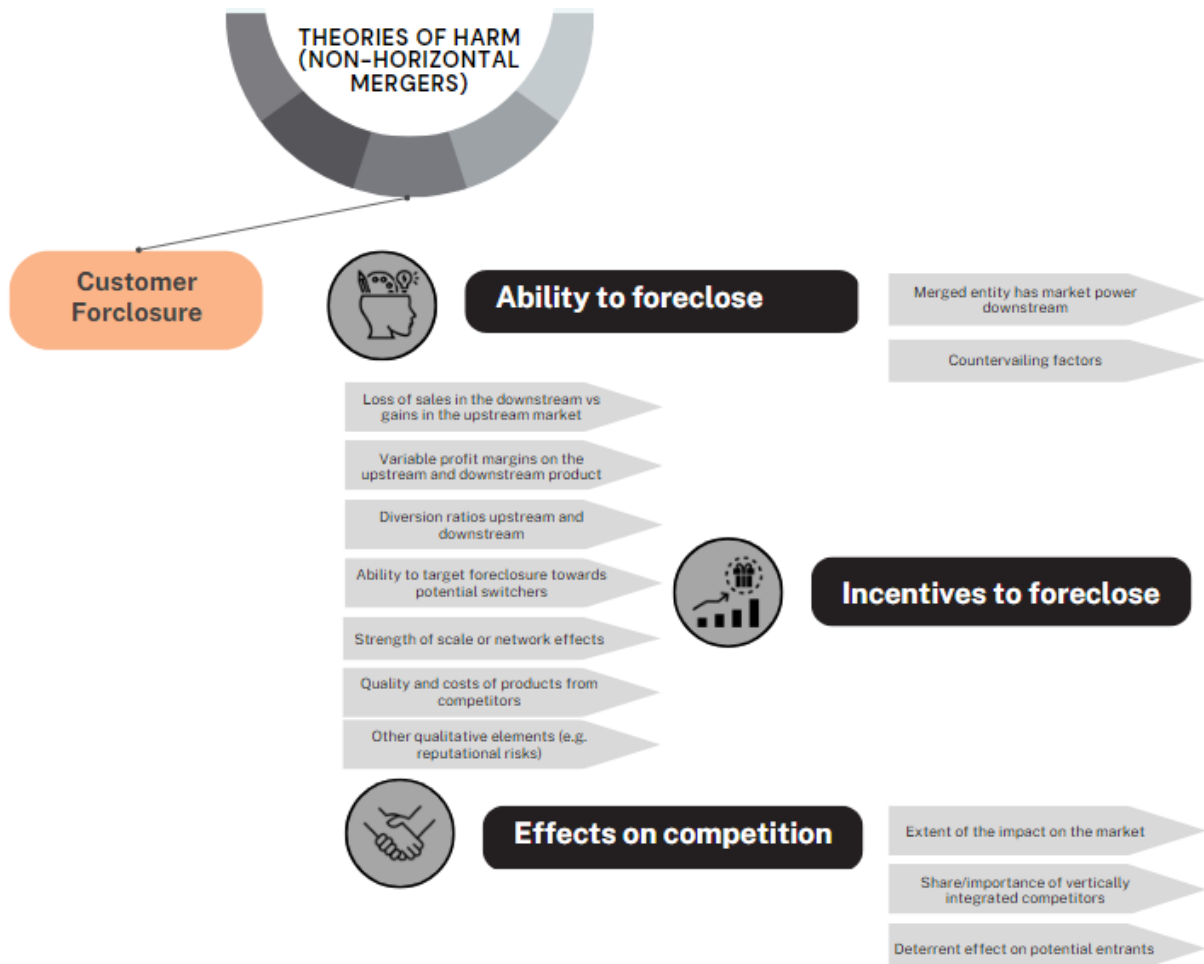 THEORIES OF HARM
(NON-HORIZONTAL
MERGERS)
Customer
Forclosure
Ability to foreclose
Merged entity has market power
downstream
Countervailing factors
Loss of sales in the downstream vs
gains in the upstream market
Variable profit margins on the
upstream and downstream product
Diversion ratios upstream and
downstream
Ability to target foreclosure towards
potential switchers
Strength of scale or network effects
Quality and costs of products from
competitors
Other qualitative elements (e.g.
reputational risks)
Incentives to foreclose
Effects on competition
Extent of the impact on the market
Share/importance of vertically
integrated competitors
Deterrent effect on potential entrants